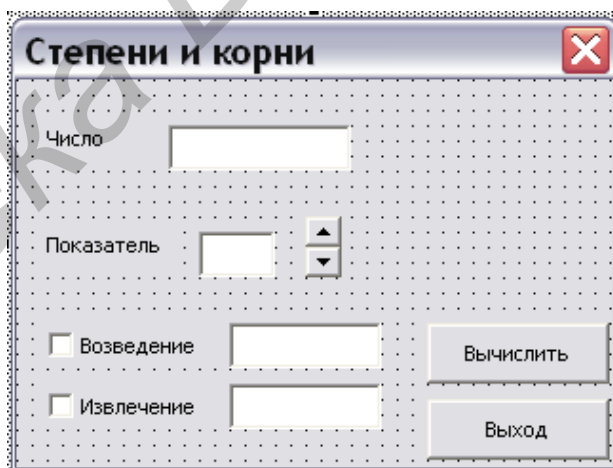 Степени и корни
Число
Показатель
Возведение
Вычислить
Извлечение
Выход